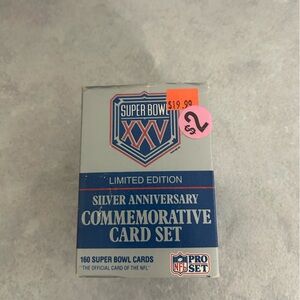 SUPER BOWL
XXV
$19.99
$2
LIMITED EDITION
SILVER ANNIVERSARY
COMMEMORATIVE
CARD SET
160 SUPER BOWL CARDS
"THE OFFICIAL CARD OF THE NFL"
NFL
PRO
SET